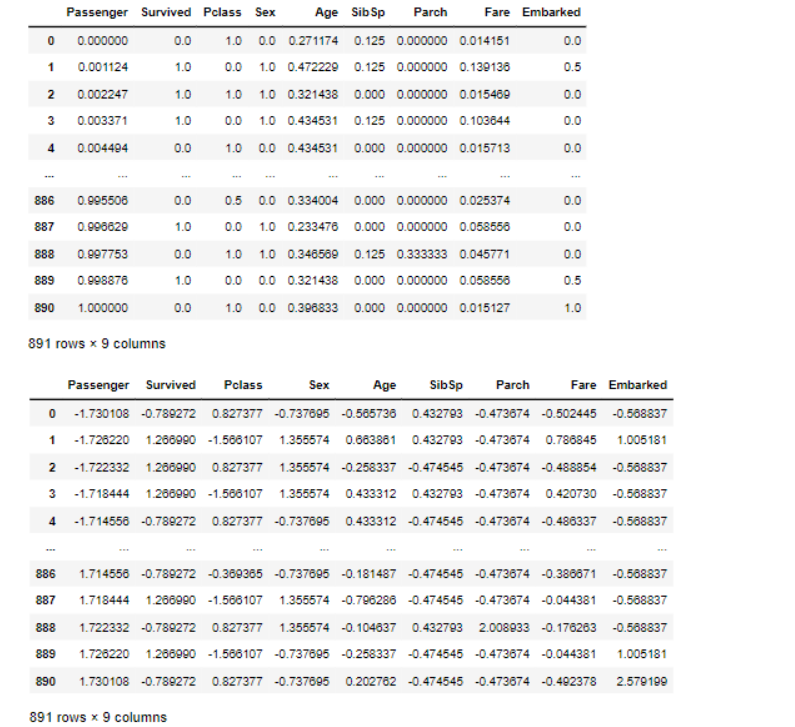 Passenger Survived Pclass Sex Age SibSp Parch Fare Embarked
0 0.000000 0.0 1.0 0.0 0.271174 0.125 0.000000 0.014151 0.0
1 0.001124 1.0 0.0 1.0 0.472229 0.125 0.000000 0.139136 0.5
2 0.002247 1.0 1.0 1.0 0.321438 0.000 0.000000 0.015469 0.0
3 0.003371 1.0 0.0 1.0 0.434531 0.125 0.000000 0.103644 0.0
4 0.004494 0.0 1.0 0.0 0.434531 0.000 0.000000 0.015713 0.0
... ... ... ... ... ... ... ... ... ...
886 0.995506 0.0 0.5 0.0 0.334004 0.000 0.000000 0.025374 0.0
887 0.996629 1.0 0.0 1.0 0.233476 0.000 0.000000 0.058556 0.0
888 0.997753 0.0 1.0 1.0 0.346569 0.125 0.333333 0.045771 0.0
889 0.998876 1.0 0.0 0.0 0.321438 0.000 0.000000 0.058556 0.5
890 1.000000 0.0 1.0 0.0 0.396833 0.000 0.000000 0.015127 1.0
891 rows × 9 columns
Passenger Survived Pclass Sex Age SibSp Parch Fare Embarked
0 -1.730108 -0.789272 0.827377 -0.737695 -0.565736 0.432793 -0.473674 -0.502445 -0.568837
1 -1.726220 1.266990 -1.566107 1.355574 0.663861 0.432793 -0.473674 0.786845 1.005181
2 -1.722332 1.266990 0.827377 1.355574 -0.258337 -0.474545 -0.473674 -0.488854 -0.568837
3 -1.718444 1.266990 -1.566107 1.355574 0.433312 0.432793 -0.473674 0.420730 -0.568837
4 -1.714556 -0.789272 0.827377 -0.737695 0.433312 -0.474545 -0.473674 -0.486337 -0.568837
... ... ... ... ... ... ... ... ... ...
886 1.714556 -0.789272 -0.369365 -0.737695 -0.181487 -0.474545 -0.473674 -0.386671 -0.568837
887 1.718444 1.266990 -1.566107 1.355574 -0.796286 -0.474545 -0.473674 -0.044381 -0.568837
888 1.722332 -0.789272 0.827377 1.355574 -0.104637 0.432793 2.008933 -0.176263 -0.568837
889 1.726220 1.266990 -1.566107 -0.737695 -0.258337 -0.474545 -0.473674 -0.044381 1.005181
890 1.730108 -0.789272 0.827377 -0.737695 0.202762 -0.474545 -0.473674 -0.492378 2.579199
891 rows × 9 columns